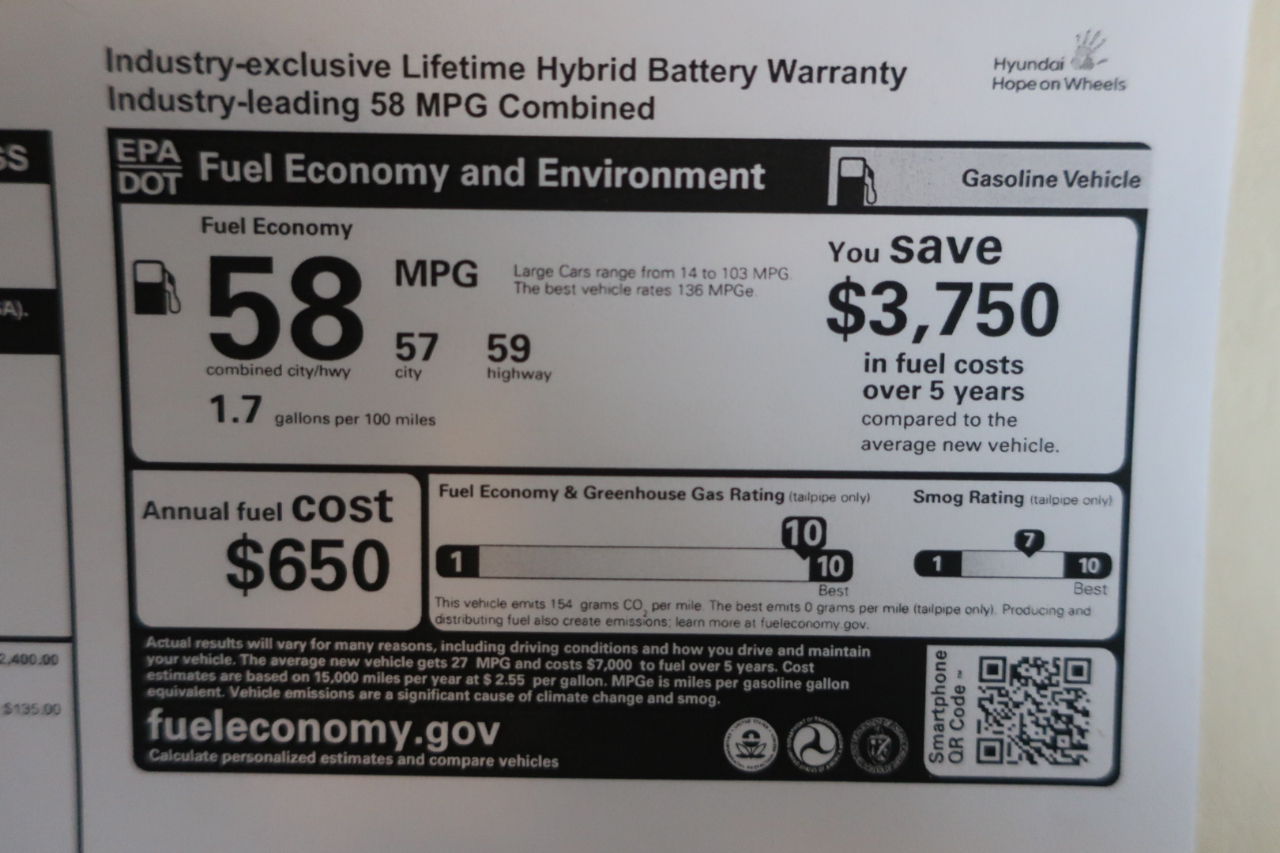 Industry-exclusive Lifetime Hybrid Battery Warranty
Industry-leading 58 MPG Combined
Hyundai
Hope on Wheels
SS
EPA
DOT
Fuel Economy and Environment
Gasoline Vehicle
A).
Fuel Economy
58
MPG
combined city/hwy
57
city
59
highway
1.7 gallons per 100 miles
Large Cars range from 14 to 103 MPG.
The best vehicle rates 136 MPGe.
You save
$3,750
in fuel costs
over 5 years
compared to the
average new vehicle.
Annual fuel cost
$650
Fuel Economy & Greenhouse Gas Rating (tailpipe only)
10
1
10
Best
Smog Rating (tailpipe only)
7
1
10
Best
This vehicle emits 154 grams CO2 per mile. The best emits 0 grams per mile (tailpipe only). Producing and
distributing fuel also create emissions; learn more at fueleconomy.gov.
2,400.00
$135.00
Actual results will vary for many reasons, including driving conditions and how you drive and maintain
your vehicle. The average new vehicle gets 27 MPG and costs $7,000 to fuel over 5 years. Cost
estimates are based on 15,000 miles per year at $ 2.55 per gallon. MPGe is miles per gasoline gallon
equivalent. Vehicle emissions are a significant cause of climate change and smog.
fueleconomy.gov
Calculate personalized estimates and compare vehicles
Smartphone
QR Code ™